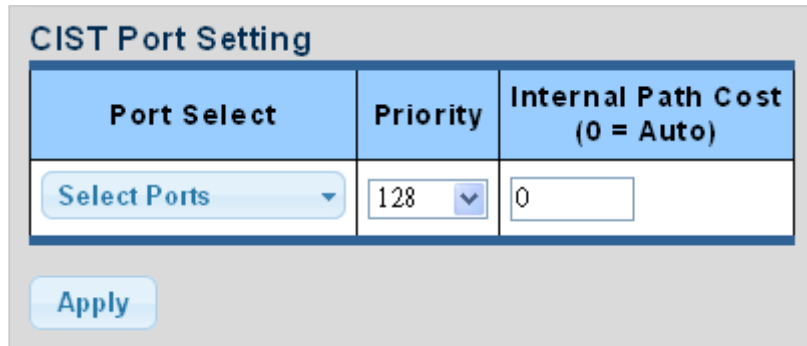 CIST Port Setting
Port Select Priority Internal Path Cost
(0 = Auto)
Select Ports 128 0
Apply